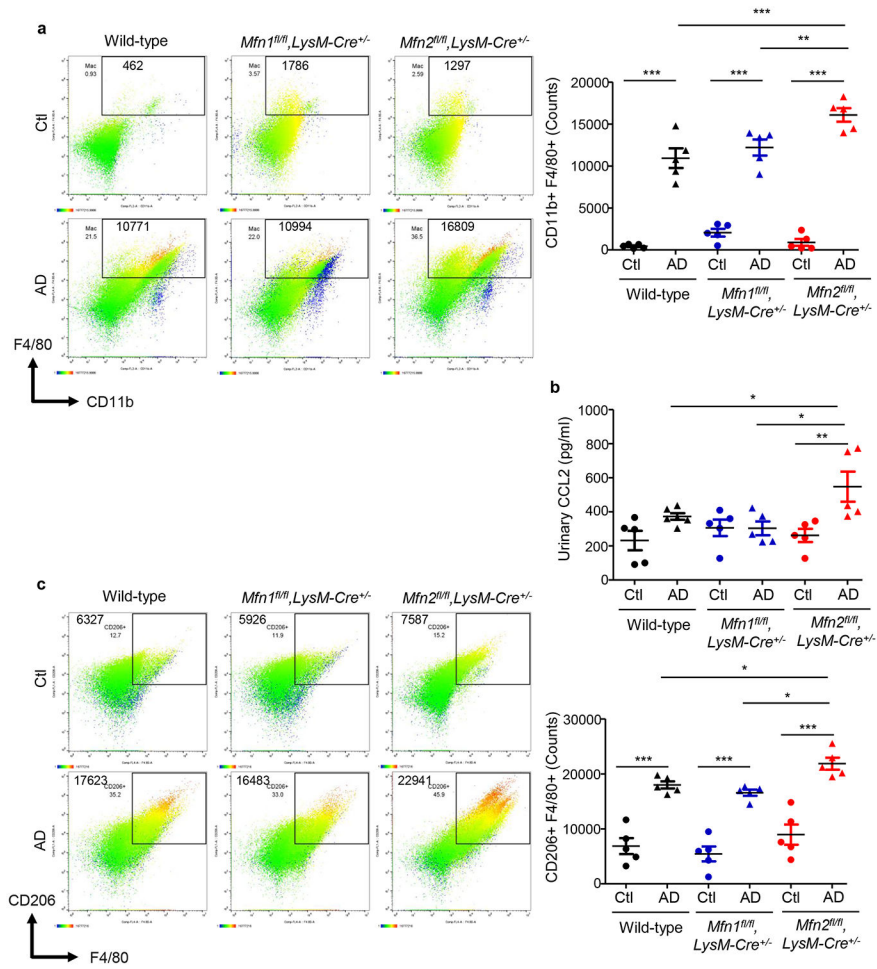 a
Wild-type
Mfn1fl/fl,LysM-Cre+/-
Mfn2fl/fl,LysM-Cre+/-
Ctl
Mac
0.93
462
Mac
3.57
1786
Mac
2.59
1297
AD
Mac
21.5
10771
Mac
22.0
10994
Mac
36.5
16809
F4/80
CD11b
***
**
*** *** ***
CD11b+ F4/80+ (Counts)
20000
15000
10000
5000
0
Ctl AD Ctl AD Ctl AD
Wild-type
Mfn1fl/fl,
LysM-Cre+/-
Mfn2fl/fl,
LysM-Cre+/-
b
*
*
**
Urinary CCL2 (pg/ml)
1000
800
600
400
200
0
Ctl AD Ctl AD Ctl AD
Wild-type
Mfn1fl/fl,
LysM-Cre+/-
Mfn2fl/fl,
LysM-Cre+/-
c
Wild-type
Mfn1fl/fl,LysM-Cre+/-
Mfn2fl/fl,LysM-Cre+/-
Ctl
6327
CD206+
12.7
5926
CD206+
11.9
7587
CD206+
15.2
AD
17623
CD206+
35.2
16483
CD206+
33.0
22941
CD206+
45.9
CD206
F4/80
*
*
*** *** ***
CD206+ F4/80+ (Counts)
30000
20000
10000
0
Ctl AD Ctl AD Ctl AD
Wild-type
Mfn1fl/fl,
LysM-Cre+/-
Mfn2fl/fl,
LysM-Cre+/-